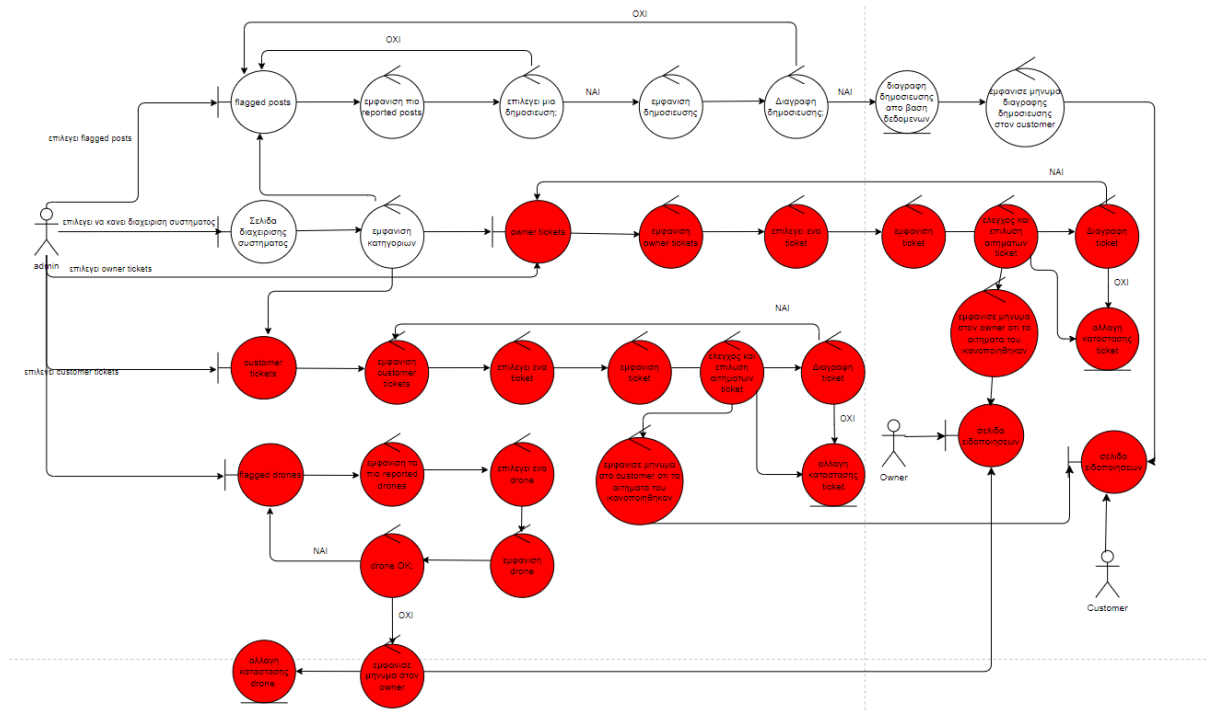 ΟΧΙ
ΟΧΙ
flagged posts
εμφανιση πιο
reported posts
επιλεγει μια
δημοσιευση;
ΝΑΙ
εμφανιση
δημοσιευσης
Διαγραφη
δημοσιευσης;
ΝΑΙ
διαγραφη
δημοσιευσης
απο βαση
δεδομενων
εμφανισε μηνυμα
διαγραφης
δημοσιευσης
στον customer
επιλεγει flagged posts
ΝΑΙ
admin
επιλεγει να κανει διαχειριση συστηματος
Σελιδα
διαχειρισης
συστηματος
εμφανιση
κατηγοριων
owner tickets
εμφανιση
owner tickets
επιλεγει ενα
ticket
εμφανιση
ticket
ελεγχος και
επιλυση
αιτηματων
ticket
Διαγραφη
ticket
επιλεγει owner tickets
ΟΧΙ
εμφανισε μηνυμα
στον owner οτι τα
αιτηματα του
ικανοποιηθηκαν
αλλαγη
καταστασης
ticket
ΝΑΙ
επιλεγει customer tickets
customer
tickets
εμφανιση
customer
tickets
επιλεγει ενα
ticket
εμφανιση
ticket
ελεγχος και
επιλυση
αιτηματων
ticket
Διαγραφη
ticket
ΟΧΙ
Owner
σελιδα
ειδοποιησεων
σελιδα
ειδοποιησεων
flagged drones
εμφανιση τα
πιο reported
drones
επιλεγει ενα
drone
εμφανισε μηνυμα
στο customer οτι τα
αιτηματα του
ικανοποιηθηκαν
αλλαγη
καταστασης
ticket
ΝΑΙ
drone OK;
εμφανιση
drone
Customer
ΟΧΙ
αλλαγη
καταστασης
drone
εμφανισε
μηνυμα στον
owner